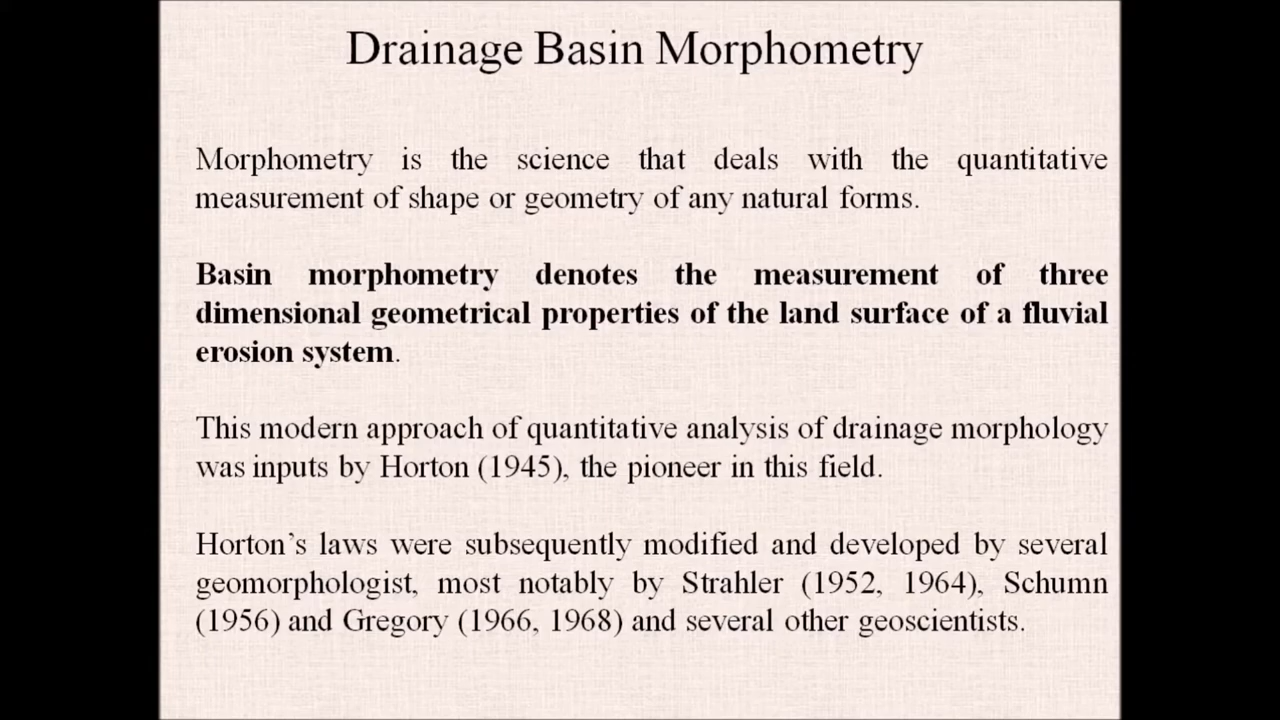 Drainage Basin Morphometry
Morphometry is the science that deals with the quantitative
measurement of shape or geometry of any natural forms.
Basin morphometry denotes the measurement of three
dimensional geometrical properties of the land surface of a fluvial
erosion system.
This modern approach of quantitative analysis of drainage morphology
was inputs by Horton (1945), the pioneer in this field.
Horton’s laws were subsequently modified and developed by several
geomorphologist, most notably by Strahler (1952, 1964), Schumn
(1956) and Gregory (1966, 1968) and several other geoscientists.